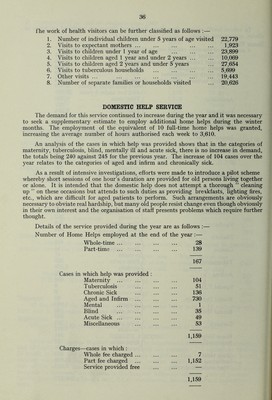 36
The work of health visitors can be further classified as follows :—
1. Number of individual children under 5 years of age visited 22,779
2. Visits to expectant mothers ... ... ... ... ... 1,923
3. Visits to children under 1 year of age ... ... ... 23,899
4. Visits to children aged 1 year and under 2 years ... ... 10,009
5. Visits to children aged 2 years and under 5 years ... 27,054
6. Visits to tuberculous households ... ... ... ... 5,699
7. Other visits ... ... ... ... ... ... ... 19,443
8. Number of separate families or households visited ... 20,626
DOMESTIC HELP SERVICE
The demand for this service continued to increase during the year and it was necessary
to seek a supplementary estimate to employ additional home helps during the winter
months. The employment of the equivalent of 10 full-time home helps was granted,
increasing the average number of hours authorised each week to 3,610.
An analysis of the cases in which help was provided shows that in the categories of
maternity, tuberculosis, blind, mentally ill and acute sick, there is no increase in demand,
the totals being 240 against 245 for the previous year. The increase of 104 cases over the
year relates to the categories of aged and infirm and chronically sick.
As a result of intensive investigations, efforts were made to introduce a pilot scheme
whereby short sessions of one hour's duration are provided for old persons living together
or alone. It is intended that the domestic help does not attempt a thorough " cleaning
up " on these occasions but attends to such duties as providing breakfasts, lighting fires,
etc., which are difficult for aged patients to perform. Such arrangements are obviously
necessary to obviate real hardship, but many old people resist change even though obviously
in their own interest and the organisation of staff presents problems which require further
thought.
Details of the service provided during the year are as follows :—
Number of Home Helps employed at the end of the year :—
Whole-time ... ... ... ... 28
Part-time ... ... ... ... 139
167
Cases in which help was provided :
Maternity ... ... ... ... 104
Tuberculosis ... ... ... 51
Chronic Sick ... ... ... 136
Aged and Infirm ... ... ... 730
Mental ... ... ... ... 1
Blind ... ... ... ... 35
Acute Sick ... ... ... ... 49
Miscellaneous ... ... ... 53
1,159
Charges—cases in which :
Whole fee charged ... ... ... 7
Part fee charged ... ... ... 1,152
Service provided free ... ... —
1,159